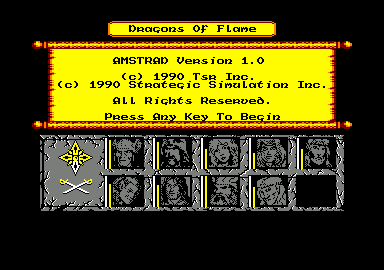 Dragons Of Flame
AMSTRAD Version 1.0
(c) 1990 Tsr Inc.
(c) 1990 Strategic Simulation Inc.
All Rights Reserved.
Press Any Key To Begin